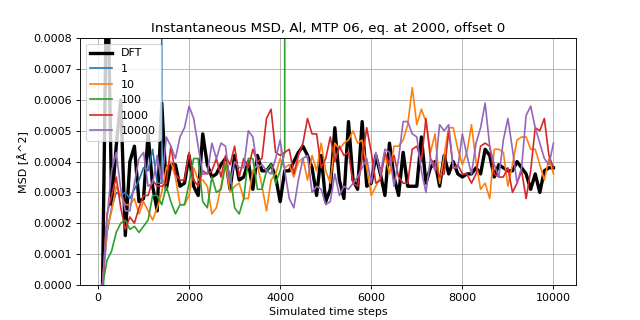 Instantaneous MSD, Al, MTP 06, eq. at 2000, offset 0
MSD [Å^2]
0.0008
0.0007
0.0006
0.0005
0.0004
0.0003
0.0002
0.0001
0.0000
DFT
1
10
100
1000
10000
0 2000 4000 6000 8000 10000
Simulated time steps